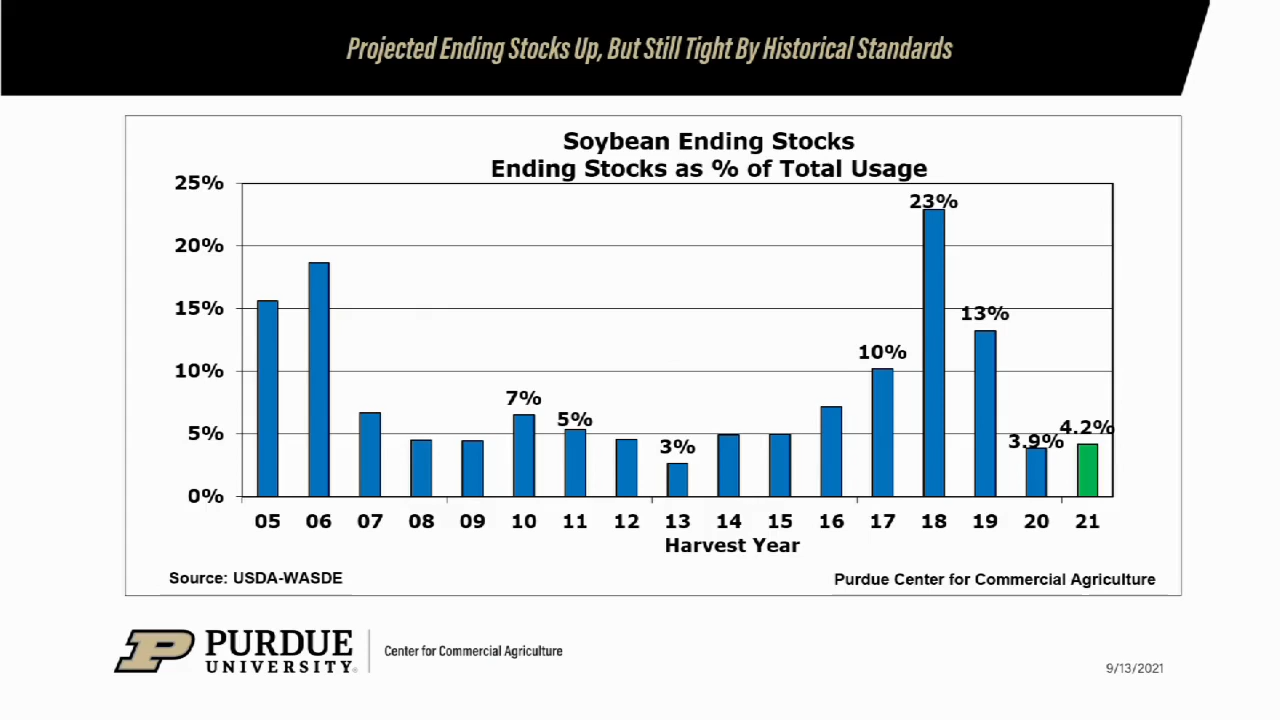 Projected Ending Stocks Up, But Still Tight By Historical Standards
Soybean Ending Stocks
Ending Stocks as % of Total Usage
25%
20%
15%
10%
5%
0%
7%
5%
3%
10%
23%
13%
3.9%
4.2%
05 06 07 08 09 10 11 12 13 14 15 16 17 18 19 20 21
Harvest Year
Source: USDA-WASDE
Purdue Center for Commercial Agriculture
P PURDUE
UNIVERSITY®
Center for Commercial Agriculture
9/13/2021